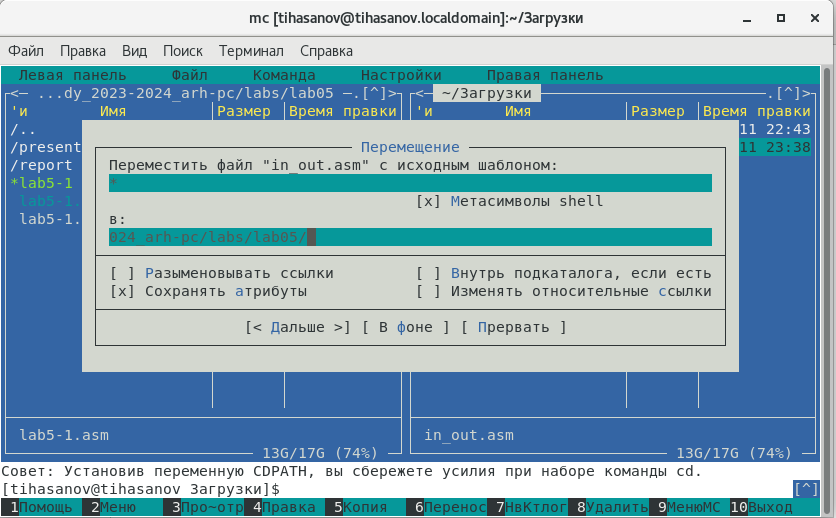 mc [tihasanov@tihasanov.localdomain]:~/Загрузки
Файл Правка Вид Поиск Терминал Справка
Левая панель Файл Команда Настройки Правая панель
<─ ...dy_2023-2024_arh-pc/labs/lab05 ─.[^]>
<─ ~/Загрузки .[^]>
'и Имя Размер Время правки 'и Имя Размер Время правки
/.. 11 22:43
/present 11 23:38
/report
*lab5-1
lab5-1.
lab5-1.
Перемещение
Переместить файл "in_out.asm" с исходным шаблоном:
*
[x] Метасимволы shell
в:
024_arh-pc/labs/lab05/
[ ] Разыменовывать ссылки [ ] Внутрь подкаталога, если есть
[x] Сохранять атрибуты [ ] Изменять относительные ссылки
[< Дальше >] [ В фоне ] [ Прервать ]
lab5-1.asm in_out.asm
13G/17G (74%) 13G/17G (74%)
Совет: Установив переменную CDPATH, вы сбережете усилия при наборе команды cd.
[tihasanov@tihasanov Загрузки]$ [^]
1Помощь 2Меню 3Про~отр 4Правка 5Копия 6Перенос 7НвКтлог 8Удалить 9МенюMC 10Выход